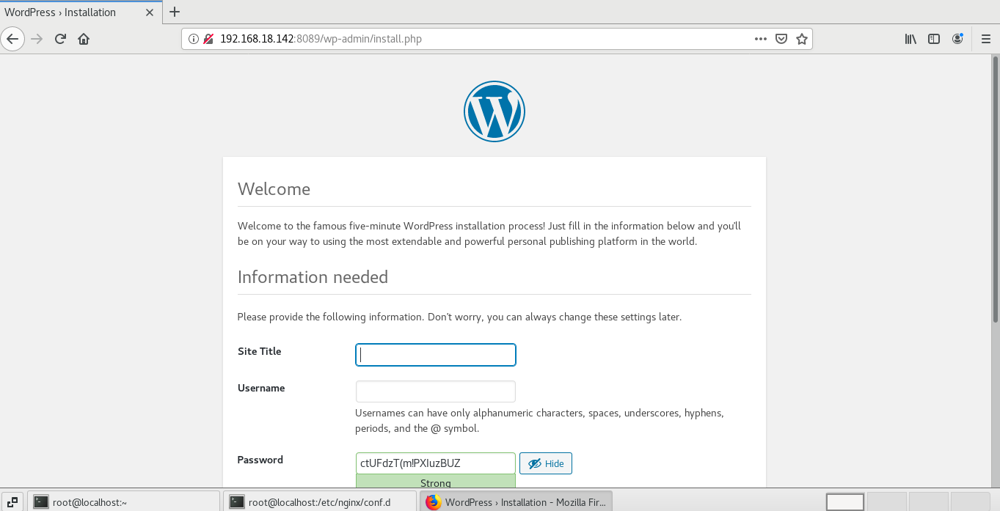 WordPress › Installation
192.168.18.142:8089/wp-admin/install.php
Welcome
Welcome to the famous five-minute WordPress installation process! Just fill in the information below and you'll
be on your way to using the most extendable and powerful personal publishing platform in the world.
Information needed
Please provide the following information. Don't worry, you can always change these settings later.
Site Title
Username
Usernames can have only alphanumeric characters, spaces, underscores, hyphens,
periods, and the @ symbol.
Password
ctUFdzT(m!PXIuzBUZ
Hide
Strong
root@localhost:~
root@localhost:/etc/nginx/conf.d
WordPress › Installation - Mozilla Fir...